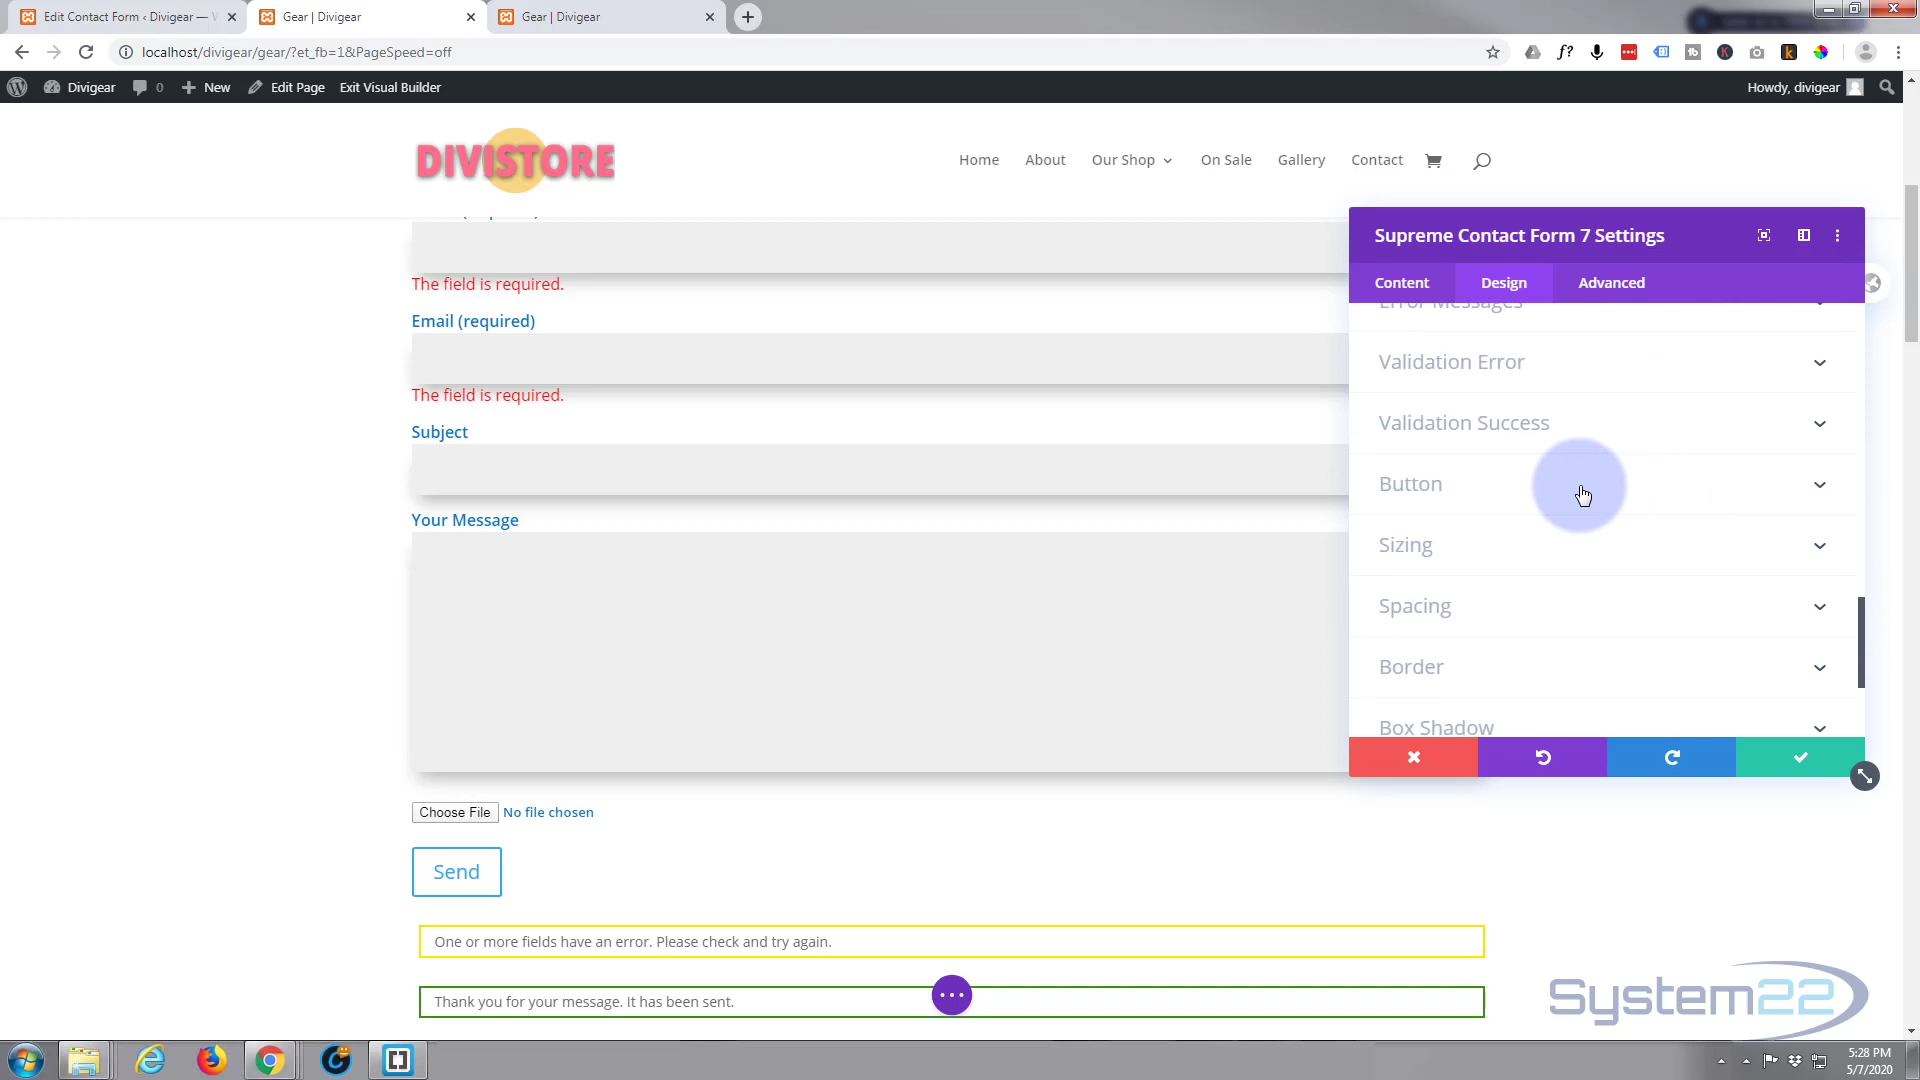 Edit Contact Form ‹ Divigear —
Gear | Divigear
Gear | Divigear
localhost/divigear/gear/?et_fb=1&PageSpeed=off
Divigear
0
New
Edit Page
Exit Visual Builder
Howdy, divigear
DIVISTORE
Home
About
Our Shop
On Sale
Gallery
Contact
Supreme Contact Form 7 Settings
Content
Design
Advanced
Error Messages
Validation Error
Validation Success
Button
Sizing
Spacing
Border
Box Shadow
The field is required.
Email (required)
The field is required.
Subject
Your Message
Choose File
No file chosen
Send
One or more fields have an error. Please check and try again.
Thank you for your message. It has been sent.
System22
5:28 PM
5/7/2020